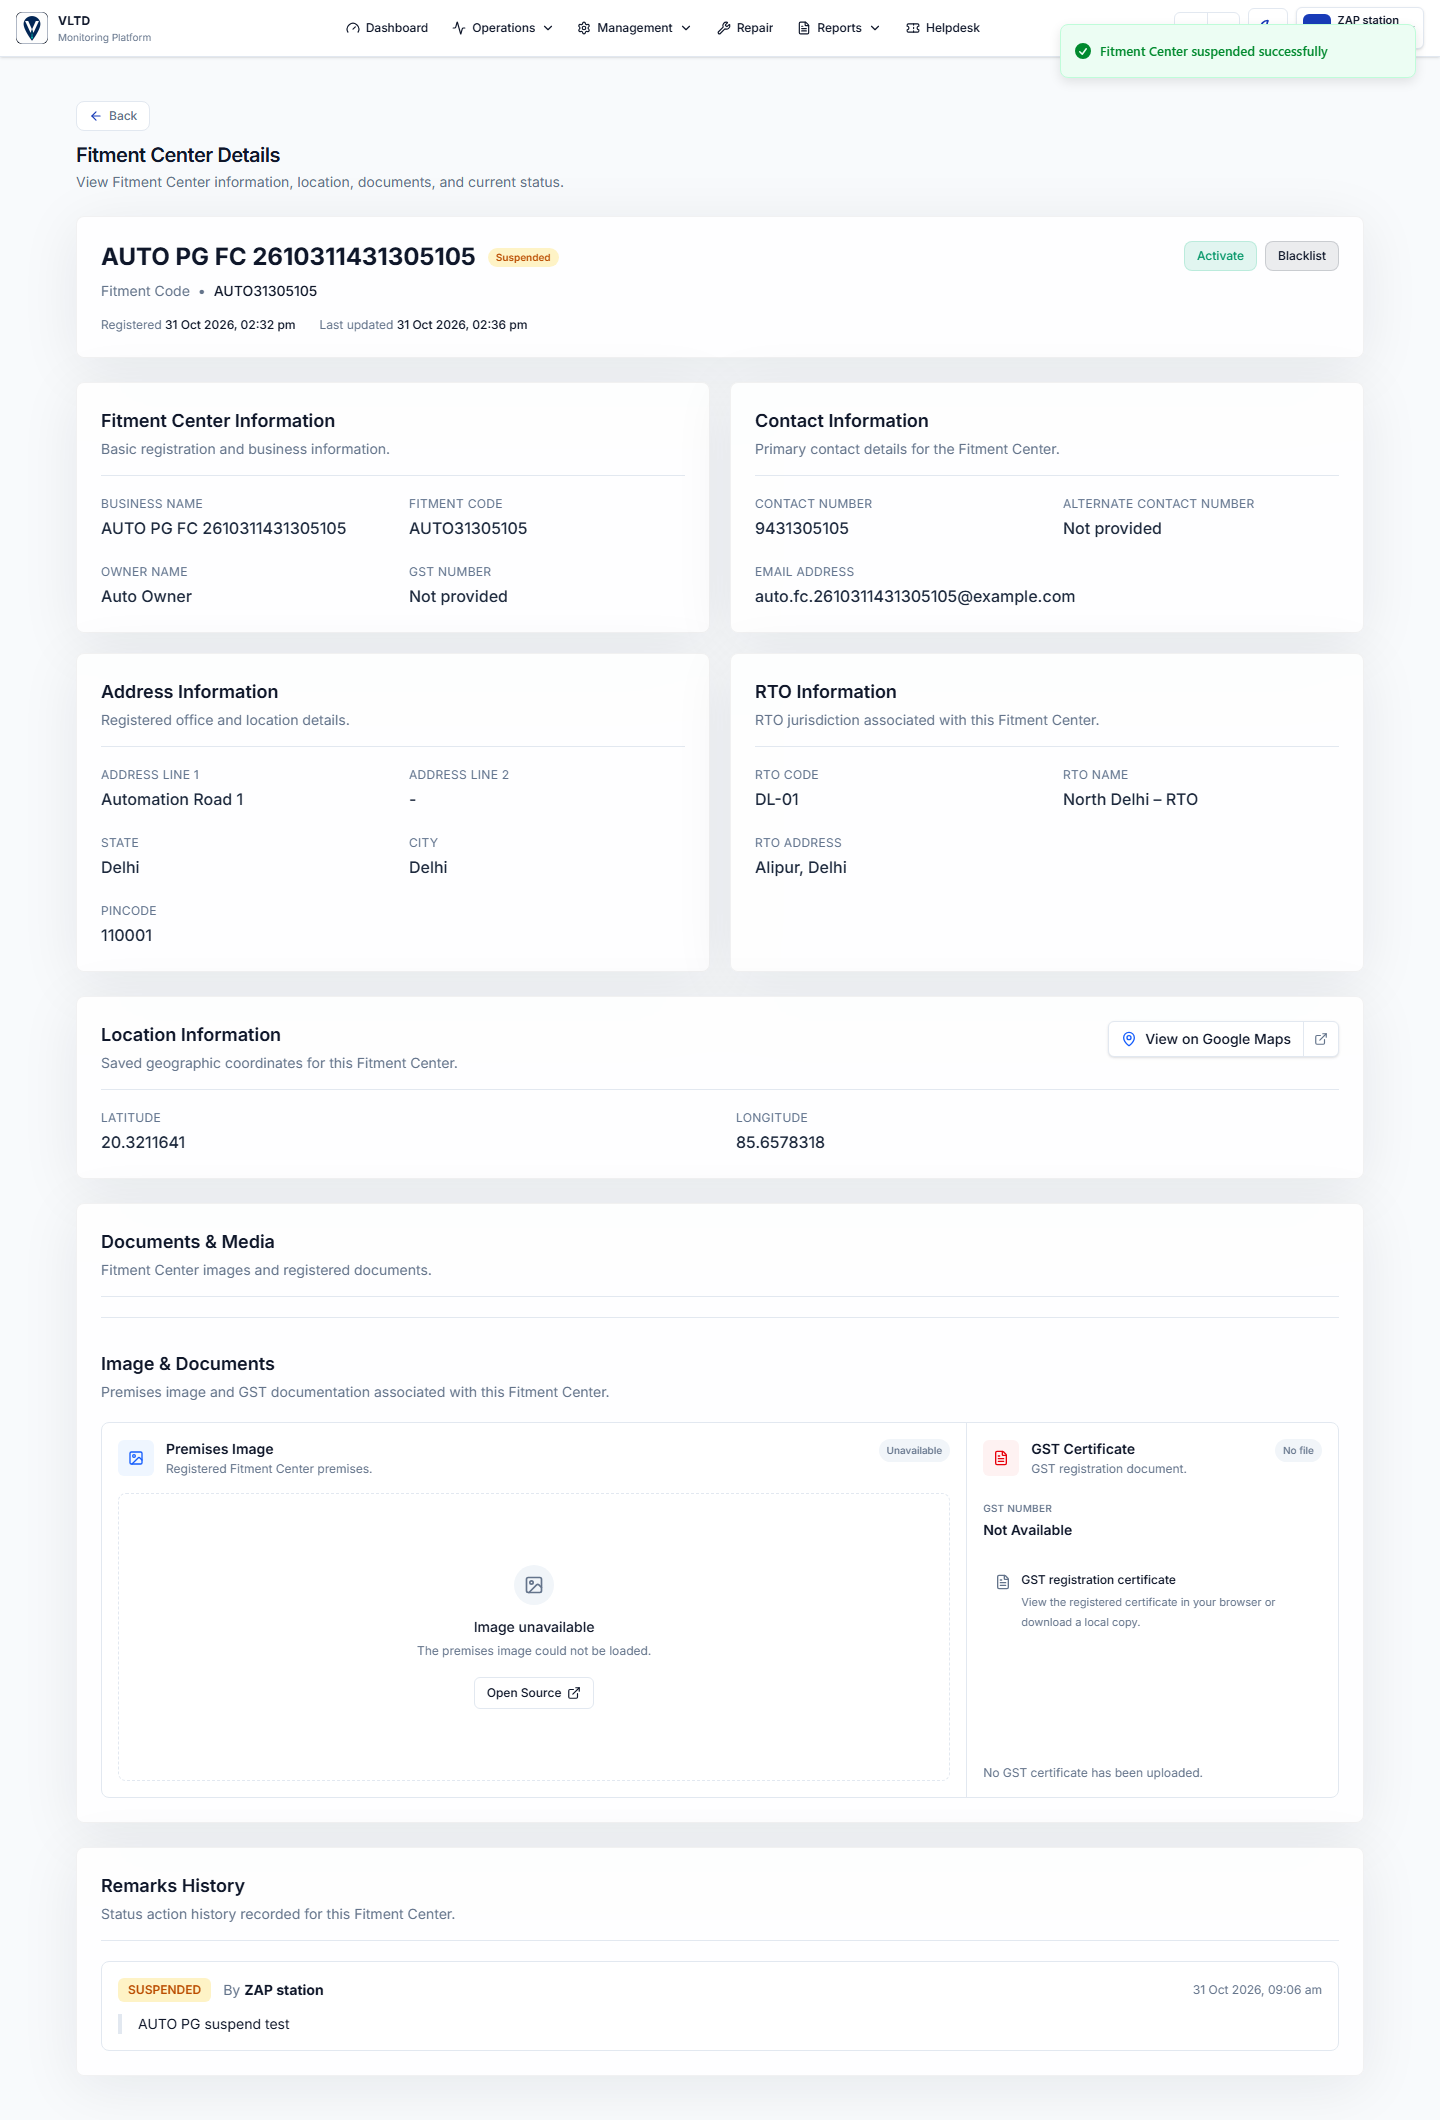 VLTD
Monitoring Platform
Dashboard
Operations
Management
Repair
Reports
Helpdesk
ZAP station
Fitment Center suspended successfully
Back
Fitment Center Details
View Fitment Center information, location, documents, and current status.
AUTO PG FC 2610311431305105 Suspended
Activate
Blacklist
Fitment Code • AUTO31305105
Registered 31 Oct 2026, 02:32 pm Last updated 31 Oct 2026, 02:36 pm
Fitment Center Information
Basic registration and business information.
BUSINESS NAME
AUTO PG FC 2610311431305105
FITMENT CODE
AUTO31305105
OWNER NAME
Auto Owner
GST NUMBER
Not provided
Contact Information
Primary contact details for the Fitment Center.
CONTACT NUMBER
9431305105
ALTERNATE CONTACT NUMBER
Not provided
EMAIL ADDRESS
auto.fc.2610311431305105@example.com
Address Information
Registered office and location details.
ADDRESS LINE 1
Automation Road 1
ADDRESS LINE 2
-
STATE
Delhi
CITY
Delhi
PINCODE
110001
RTO Information
RTO jurisdiction associated with this Fitment Center.
RTO CODE
DL-01
RTO NAME
North Delhi – RTO
RTO ADDRESS
Alipur, Delhi
Location Information
Saved geographic coordinates for this Fitment Center.
View on Google Maps
LATITUDE
20.3211641
LONGITUDE
85.6578318
Documents & Media
Fitment Center images and registered documents.
Image & Documents
Premises image and GST documentation associated with this Fitment Center.
Premises Image
Registered Fitment Center premises.
Unavailable
Image unavailable
The premises image could not be loaded.
Open Source
GST Certificate
GST registration document.
No file
GST NUMBER
Not Available
GST registration certificate
View the registered certificate in your browser or
download a local copy.
No GST certificate has been uploaded.
Remarks History
Status action history recorded for this Fitment Center.
SUSPENDED By ZAP station
31 Oct 2026, 09:06 am
AUTO PG suspend test